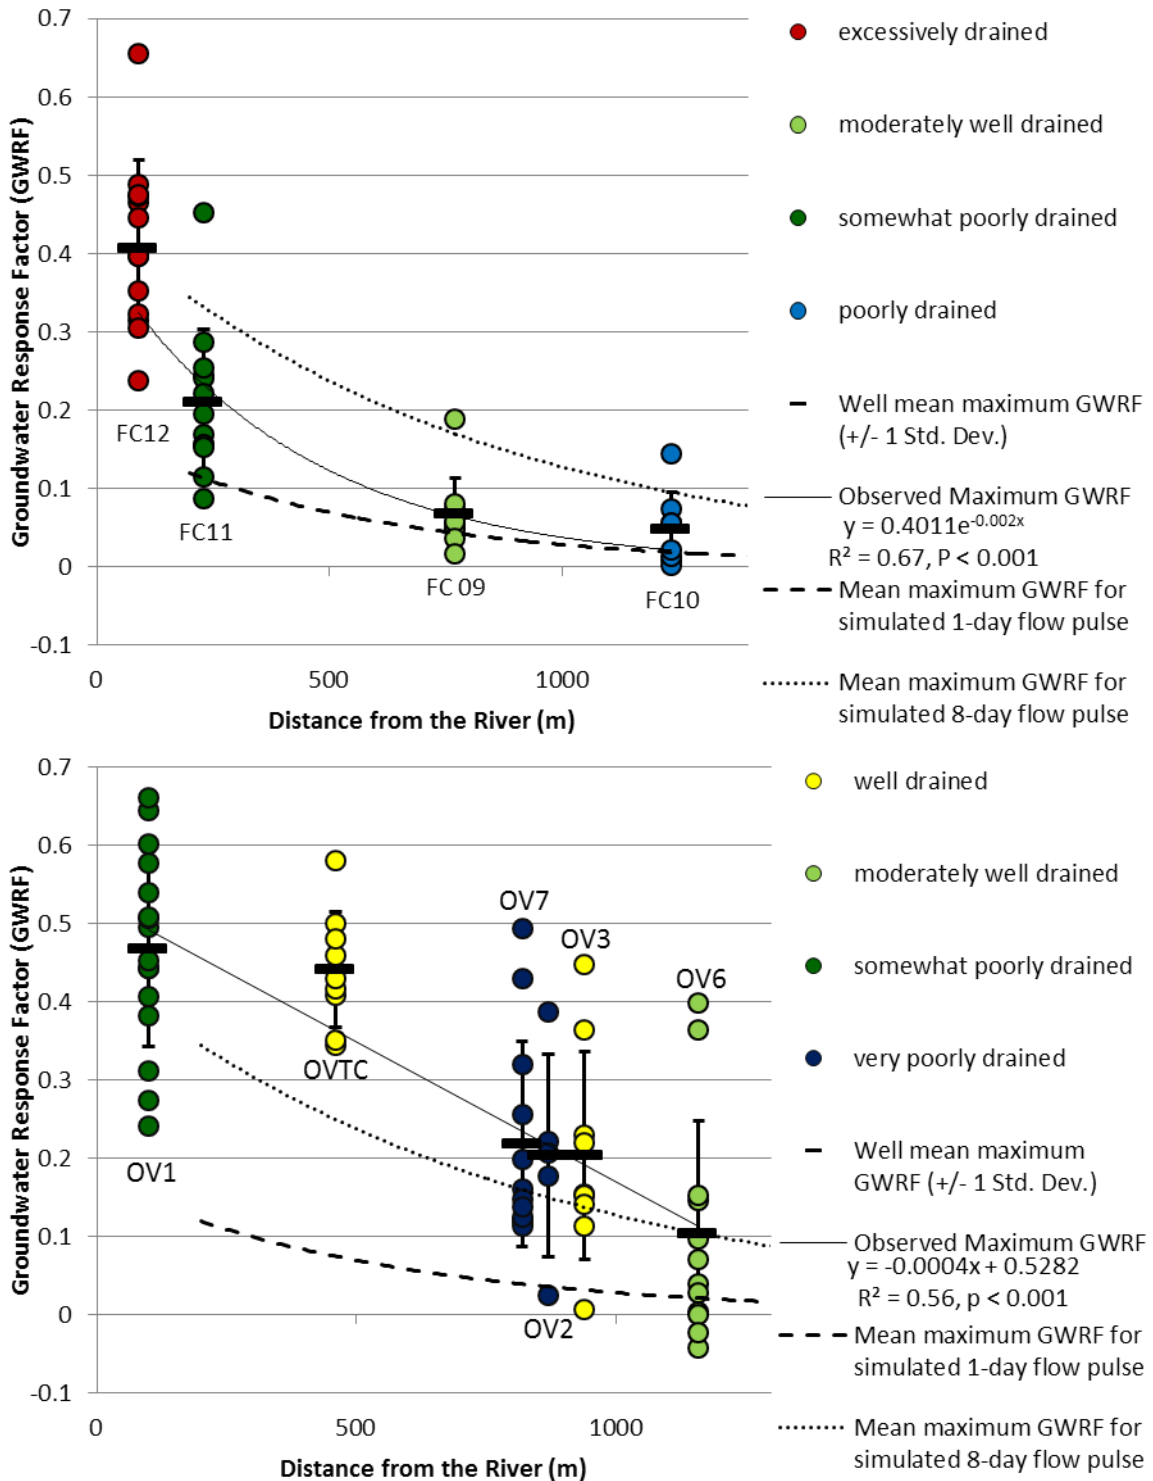 0.7
0.6
0.5
0.4
0.3
0.2
0.1
0
-0.1
Groundwater Response Factor (GWRF)
FC12
FC11
FC 09
FC10
0
500
1000
Distance from the River (m)
excessively drained
moderately well drained
somewhat poorly drained
poorly drained
Well mean maximum GWRF
(+/- 1 Std. Dev.)
Observed Maximum GWRF
y = 0.4011e^-0.002x
R² = 0.67, P < 0.001
Mean maximum GWRF for
simulated 1-day flow pulse
Mean maximum GWRF for
simulated 8-day flow pulse
0.7
0.6
0.5
0.4
0.3
0.2
0.1
0
-0.1
Groundwater Response Factor (GWRF)
OV1
OVTC
OV7
OV2
OV3
OV6
0
500
1000
Distance from the River (m)
well drained
moderately well drained
somewhat poorly drained
very poorly drained
Well mean maximum
GWRF (+/- 1 Std. Dev.)
Observed Maximum GWRF
y = -0.0004x + 0.5282
R² = 0.56, p < 0.001
Mean maximum GWRF for
simulated 1-day flow pulse
Mean maximum GWRF for
simulated 8-day flow pulse